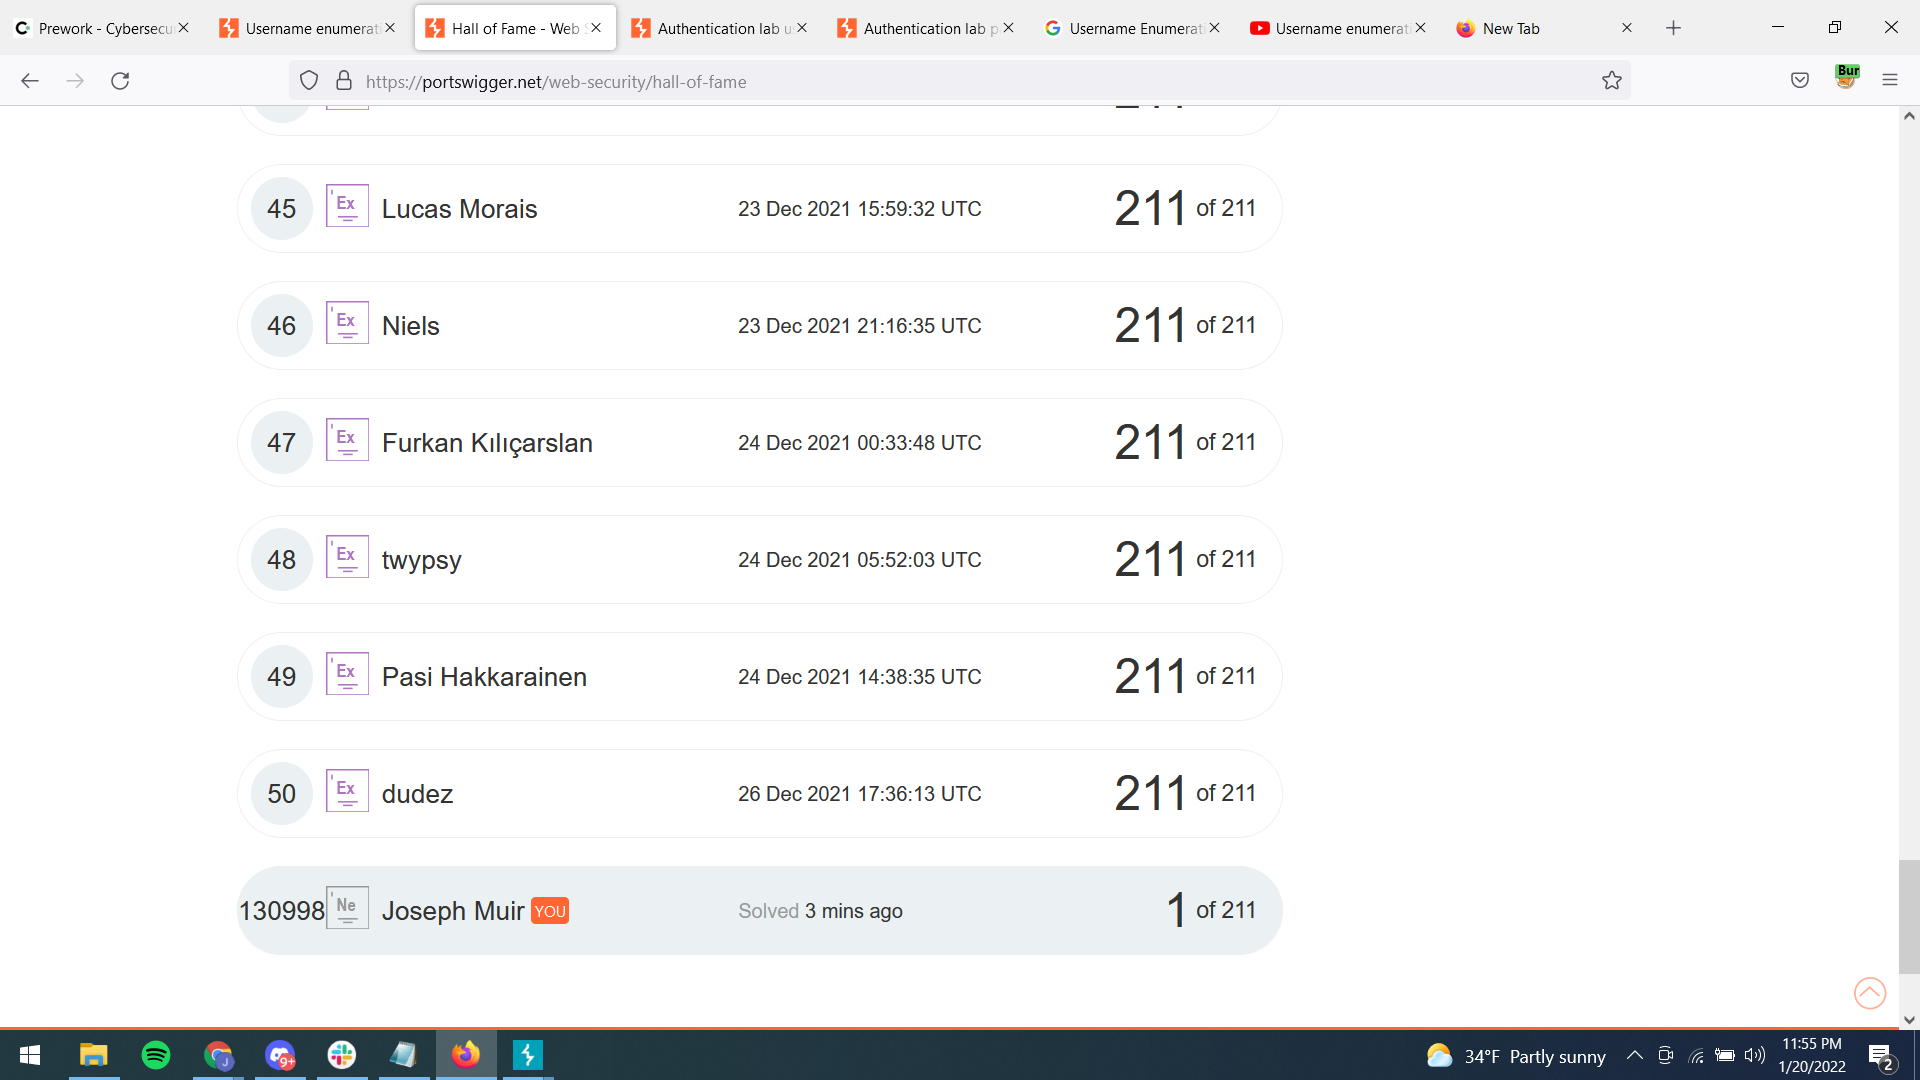 Prework - Cybersecu
Username enumerati
Hall of Fame - Web S
Authentication lab u
Authentication lab p
Username Enumerati
Username enumerati
New Tab
https://portswigger.net/web-security/hall-of-fame
Bur
45 Ex Lucas Morais 23 Dec 2021 15:59:32 UTC 211 of 211
46 Ex Niels 23 Dec 2021 21:16:35 UTC 211 of 211
47 Ex Furkan Kılıçarslan 24 Dec 2021 00:33:48 UTC 211 of 211
48 Ex twypsy 24 Dec 2021 05:52:03 UTC 211 of 211
49 Ex Pasi Hakkarainen 24 Dec 2021 14:38:35 UTC 211 of 211
50 Ex dudez 26 Dec 2021 17:36:13 UTC 211 of 211
130998 Ne Joseph Muir YOU Solved 3 mins ago 1 of 211
J
9+
34°F Partly sunny
11:55 PM
1/20/2022
2